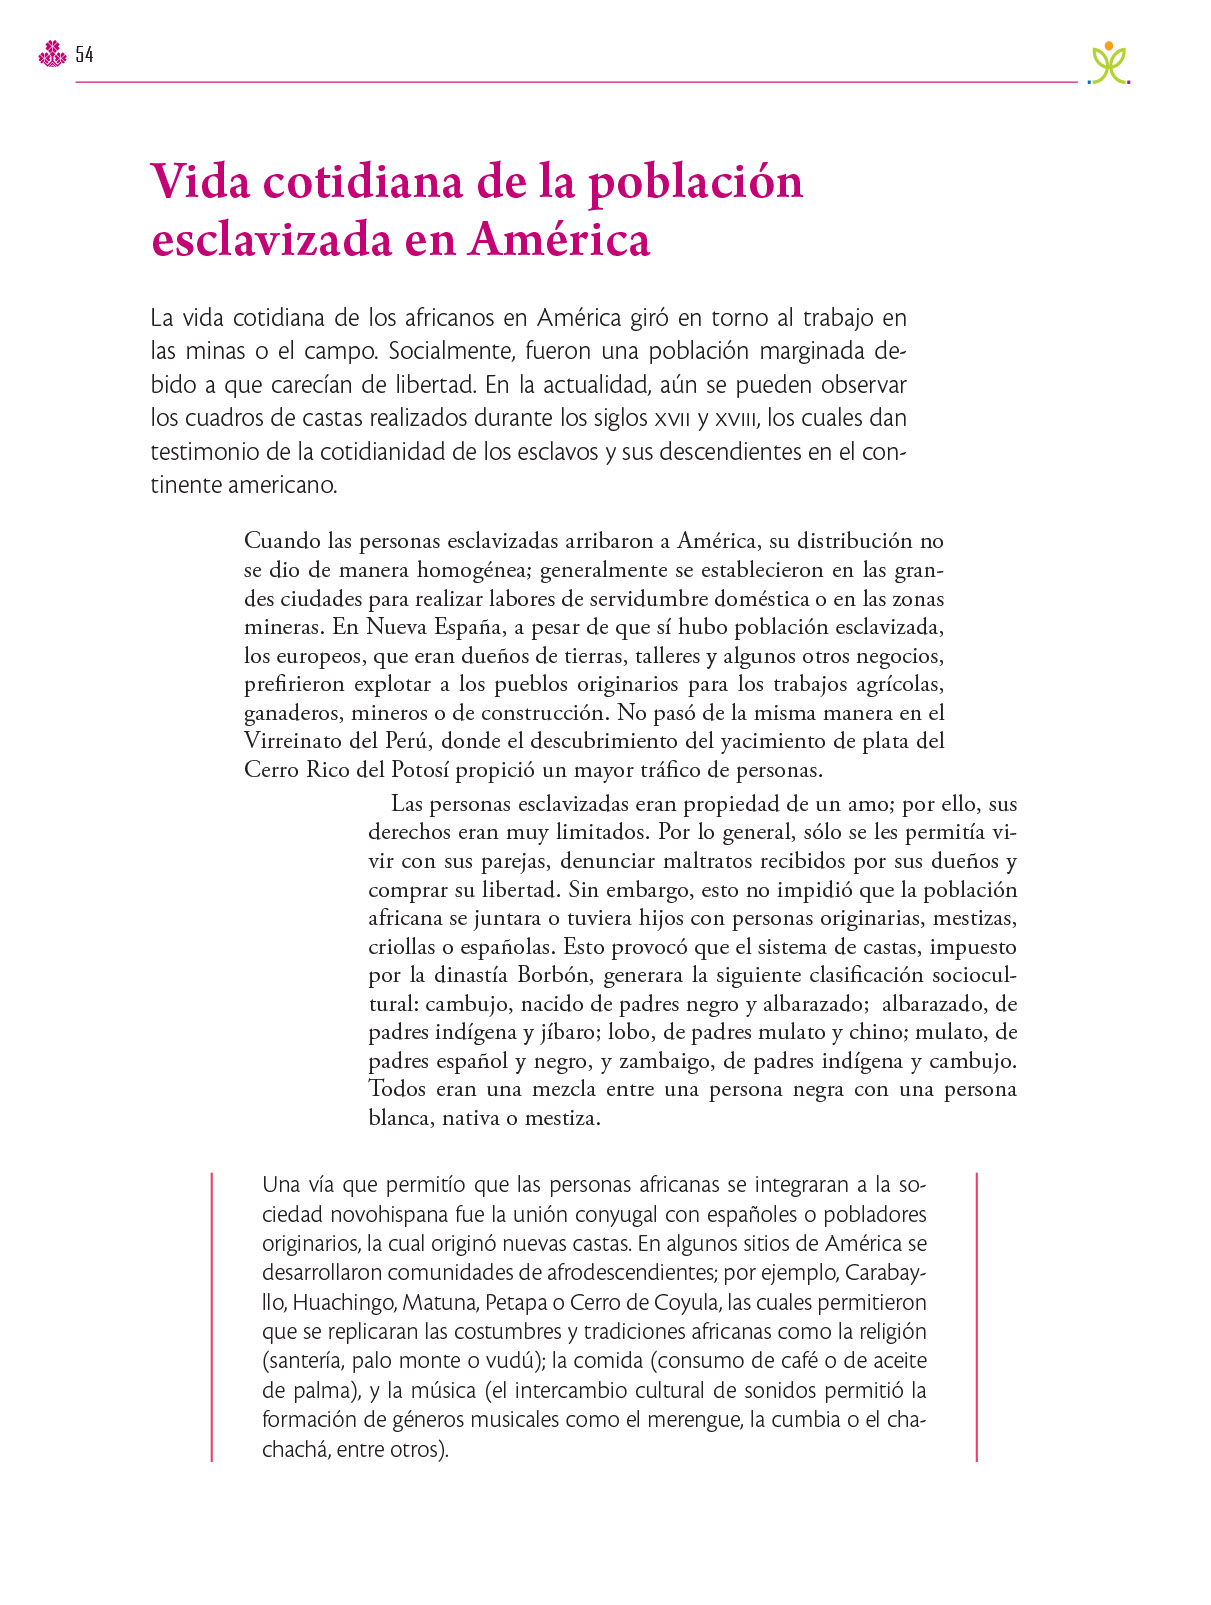 54
Vida cotidiana de la población
esclavizada en América
La vida cotidiana de los africanos en América giró en torno al trabajo en
las minas o el campo. Socialmente, fueron una población marginada de-
bido a que carecían de libertad. En la actualidad, aún se pueden observar
los cuadros de castas realizados durante los siglos XVII y XVIII, los cuales dan
testimonio de la cotidianidad de los esclavos y sus descendientes en el con-
tinente americano.
Cuando las personas esclavizadas arribaron a América, su distribución no
se dio de manera homogénea; generalmente se establecieron en las gran-
des ciudades para realizar labores de servidumbre doméstica o en las zonas
mineras. En Nueva España, a pesar de que sí hubo población esclavizada,
los europeos, que eran dueños de tierras, talleres y algunos otros negocios,
prefirieron explotar a los pueblos originarios para los trabajos agrícolas,
ganaderos, mineros o de construcción. No pasó de la misma manera en el
Virreinato del Perú, donde el descubrimiento del yacimiento de plata del
Cerro Rico del Potosí propició un mayor tráfico de personas.
Las personas esclavizadas eran propiedad de un amo; por ello, sus
derechos eran muy limitados. Por lo general, sólo se les permitía vi-
vir con sus parejas, denunciar maltratos recibidos por sus dueños y
comprar su libertad. Sin embargo, esto no impidió que la población
africana se juntara o tuviera hijos con personas originarias, mestizas,
criollas o españolas. Esto provocó que el sistema de castas, impuesto
por la dinastía Borbón, generara la siguiente clasificación sociocul-
tural: cambujo, nacido de padres negro y albarazado; albarazado, de
padres indígena y jíbaro; lobo, de padres mulato y chino; mulato, de
padres español y negro, y zambaigo, de padres indígena y cambujo.
Todos eran una mezcla entre una persona negra con una persona
blanca, nativa o mestiza.
Una vía que permitío que las personas africanas se integraran a la so-
ciedad novohispana fue la unión conyugal con españoles o pobladores
originarios, la cual originó nuevas castas. En algunos sitios de América se
desarrollaron comunidades de afrodescendientes; por ejemplo, Carabay-
llo, Huachingo, Matuna, Petapa o Cerro de Coyula, las cuales permitieron
que se replicaran las costumbres y tradiciones africanas como la religión
(santería, palo monte o vudú); la comida (consumo de café o de aceite
de palma), y la música (el intercambio cultural de sonidos permitió la
formación de géneros musicales como el merengue, la cumbia o el cha-
chachá, entre otros).